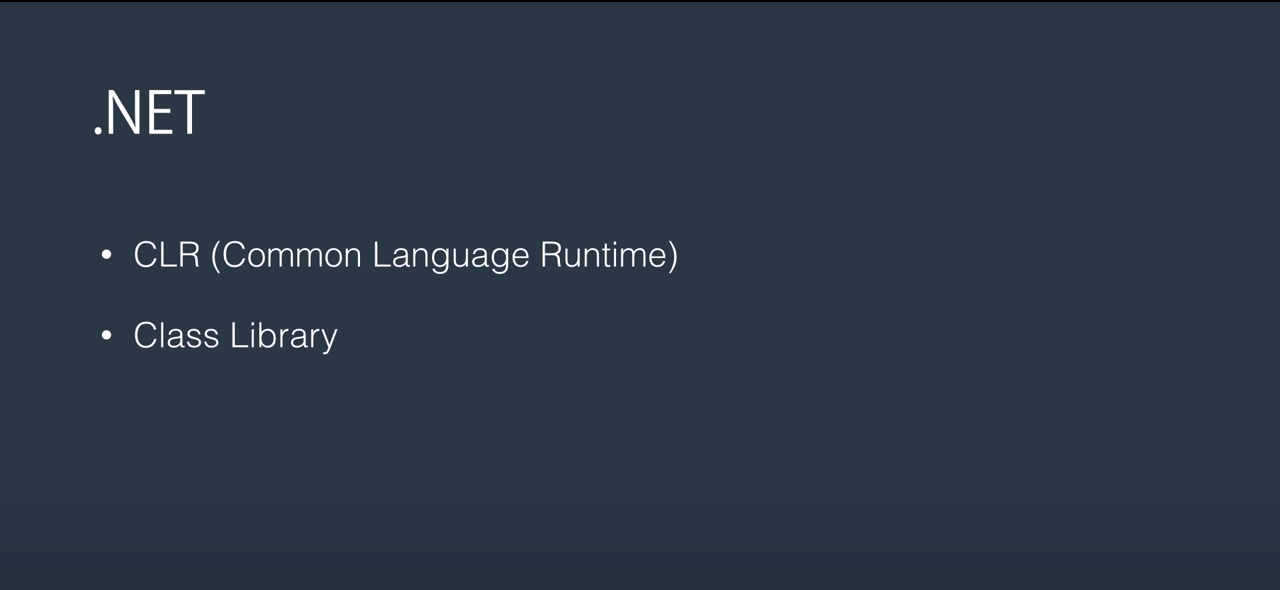 .NET
• CLR (Common Language Runtime)
• Class Library